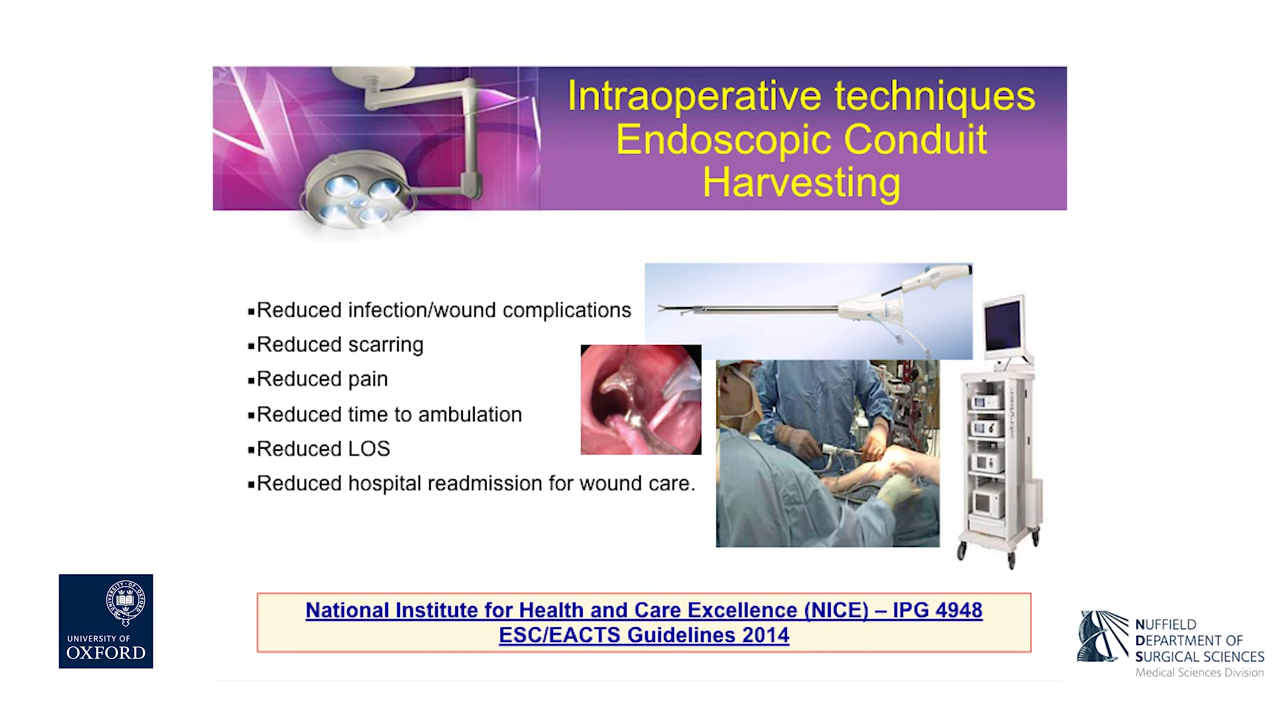 Intraoperative techniques
Endoscopic Conduit
Harvesting
▪Reduced infection/wound complications
▪Reduced scarring
▪Reduced pain
▪Reduced time to ambulation
▪Reduced LOS
▪Reduced hospital readmission for wound care.
stryker
National Institute for Health and Care Excellence (NICE) – IPG 4948
ESC/EACTS Guidelines 2014
UNIVERSITY OF
OXFORD
NUFFIELD
DEPARTMENT OF
SURGICAL SCIENCES
Medical Sciences Division